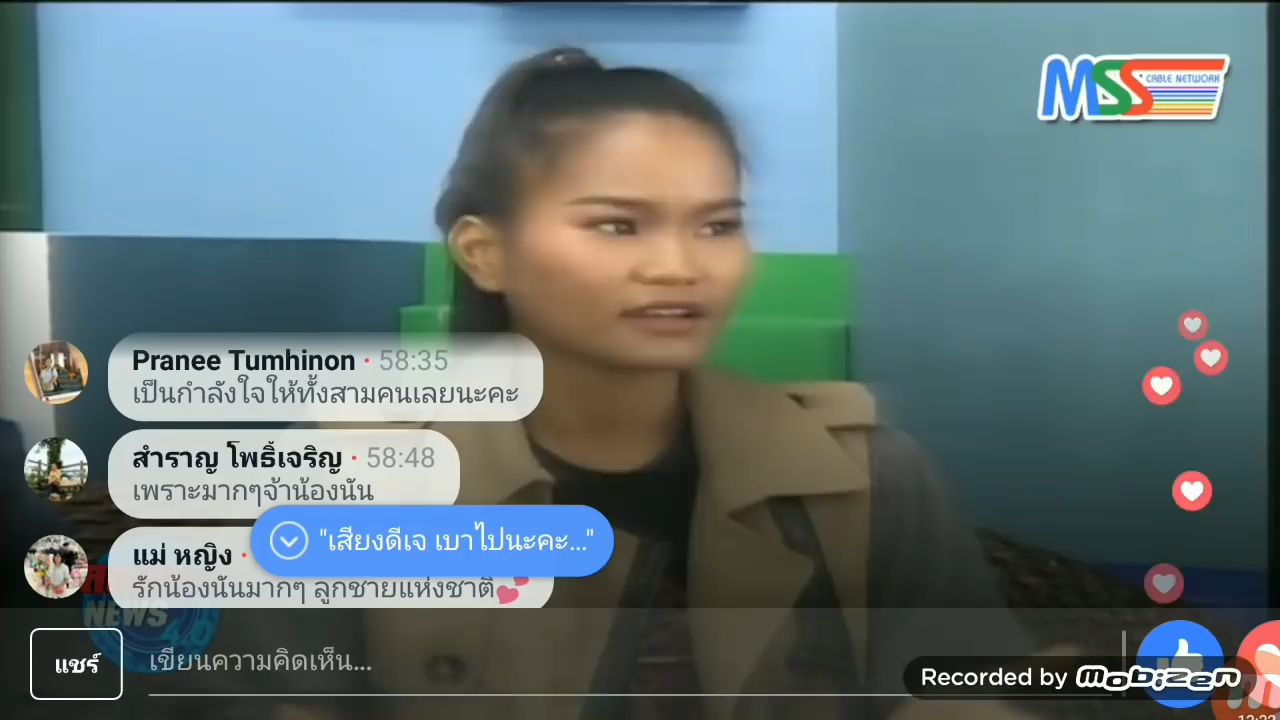 MSS CABLE NETWORK
Pranee Tumhinon · 58:35
เป็นกำลังใจให้ทั้งสามคนเลยนะคะ
สำราญ โพธิ์เจริญ · 58:48
เพราะมากๆจ้าน้องนัน
"เสียงดีเจ เบาไปนะคะ..."
แม่ หญิง ·
รักน้องนันมากๆ ลูกชายแห่งชาติ💕
NEWS
4.0
แชร์
เขียนความคิดเห็น...
Recorded by mobizen